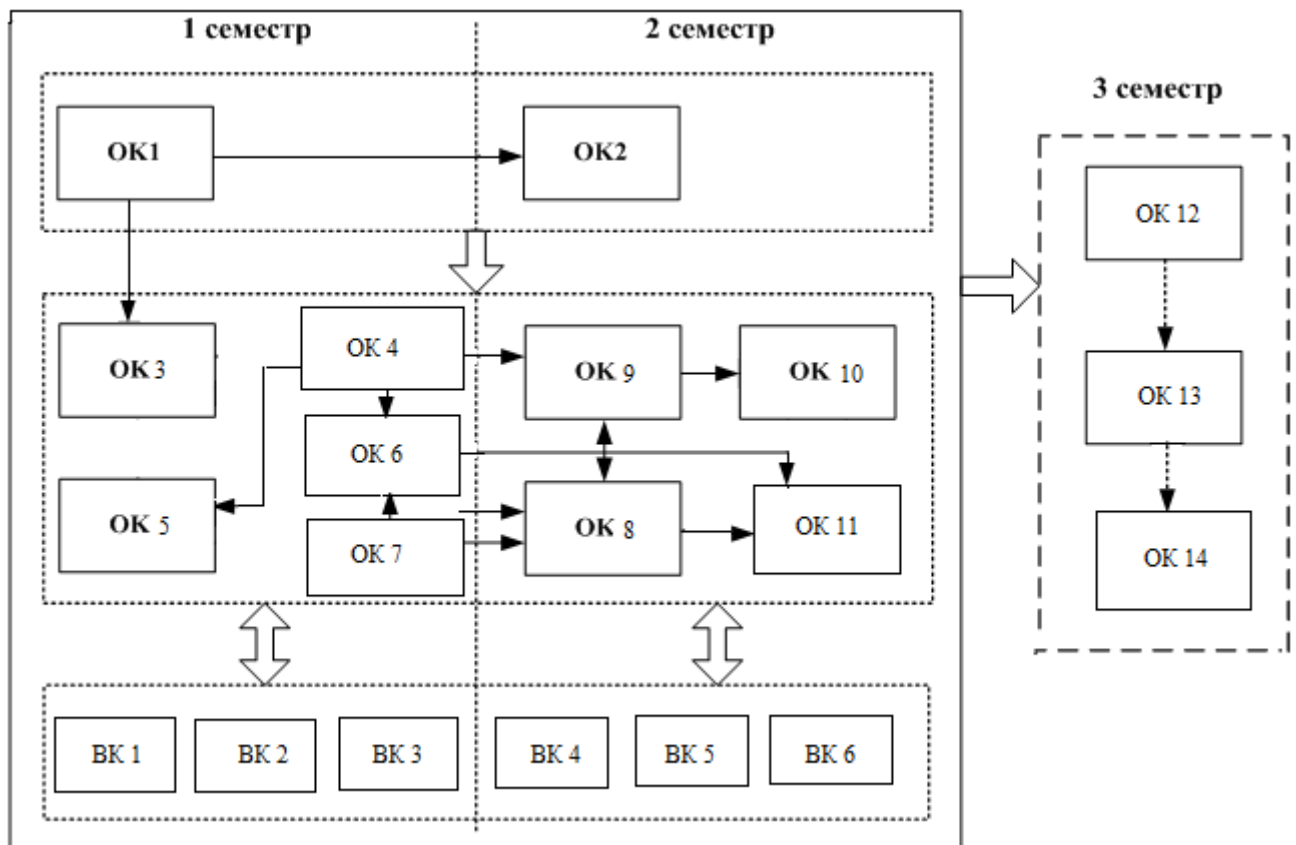 1 семестр
2 семестр
3 семестр
ОК1
ОК2
ОК 12
ОК 3
ОК 4
ОК 9
ОК 10
ОК 13
ОК 6
ОК 5
ОК 7
ОК 8
ОК 11
ОК 14
ВК 1
ВК 2
ВК 3
ВК 4
ВК 5
ВК 6